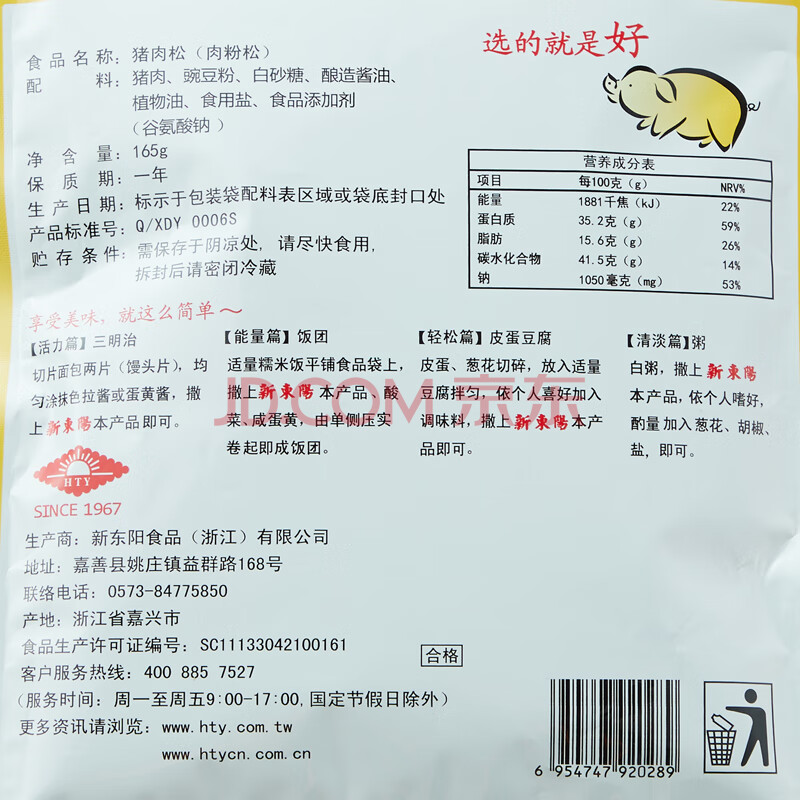 选的就是好
食品名称：猪肉松（肉粉松）
配料：猪肉、豌豆粉、白砂糖、酿造酱油、
植物油、食用盐、食品添加剂
（谷氨酸钠）
净含量：165g
保质期：一年
生产日期：标示于包装袋配料表区域或袋底封口处
产品标准号：Q/XDY 0006S
贮存条件：需保存于阴凉处，请尽快食用，
拆封后请密闭冷藏
营养成分表
项目 每100克（g） NRV%
能量 1881千焦（kJ） 22%
蛋白质 35.2克（g） 59%
脂肪 15.6克（g） 26%
碳水化合物 41.5克（g） 14%
钠 1050毫克（mg） 53%
享受美味，就这么简单～
【活力篇】三明治
切片面包两片（馒头片），均
匀涂抹色拉酱或蛋黄酱，撒
上新東陽本产品即可。
【能量篇】饭团
适量糯米饭平铺食品袋上，
撒上新東陽本产品、酸
菜、咸蛋黄，由单侧压实
卷起即成饭团。
【轻松篇】皮蛋豆腐
皮蛋、葱花切碎，放入适量
豆腐拌匀，依个人喜好加入
调味料，撒上新東陽本产
品即可。
【清淡篇】粥
白粥，撒上新東陽
本产品，依个人嗜好，
酌量加入葱花、胡椒、
盐，即可。
JD.COM 京东
HTY
SINCE 1967
生产商：新东阳食品（浙江）有限公司
地址：嘉善县姚庄镇益群路168号
联络电话：0573-84775850
产地：浙江省嘉兴市
食品生产许可证编号：SC11133042100161
客户服务热线：400 885 7527
（服务时间：周一至周五9:00-17:00,国定节假日除外）
更多资讯请浏览：www.hty.com.tw
www.htycn.com.cn
合格
6 954747 920289